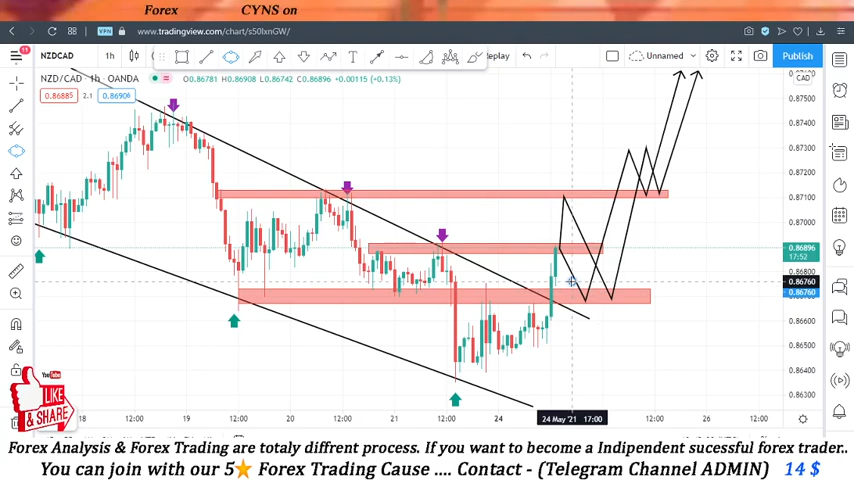 Forex CYNS on
www.tradingview.com/chart/s50lxnGW/
VPN
11
NZDCAD
1h
Unnamed
Publish
NZD/CAD · 1h · OANDA
O0.86781 H0.86908 L0.86742 C0.86896 +0.00115 (+0.13%)
0.86885
2.1
0.86906
CAD
0.87500
0.87400
0.87300
0.87200
0.87100
0.87000
0.86896
17:52
0.86800
0.86760
0.86760
0.86600
0.86500
0.86400
0.86300
18
12:00
19
12:00
20
12:00
21
12:00
24
24 May '21 17:00
12:00
26
12:00
YouTube
LIKE
& SHARE
Forex Analysis & Forex Trading are totaly diffrent process. If you want to become a Indipendent sucessful forex trader..
You can join with our 5 Forex Trading Cause .... Contact - (Telegram Channel ADMIN) 14 $